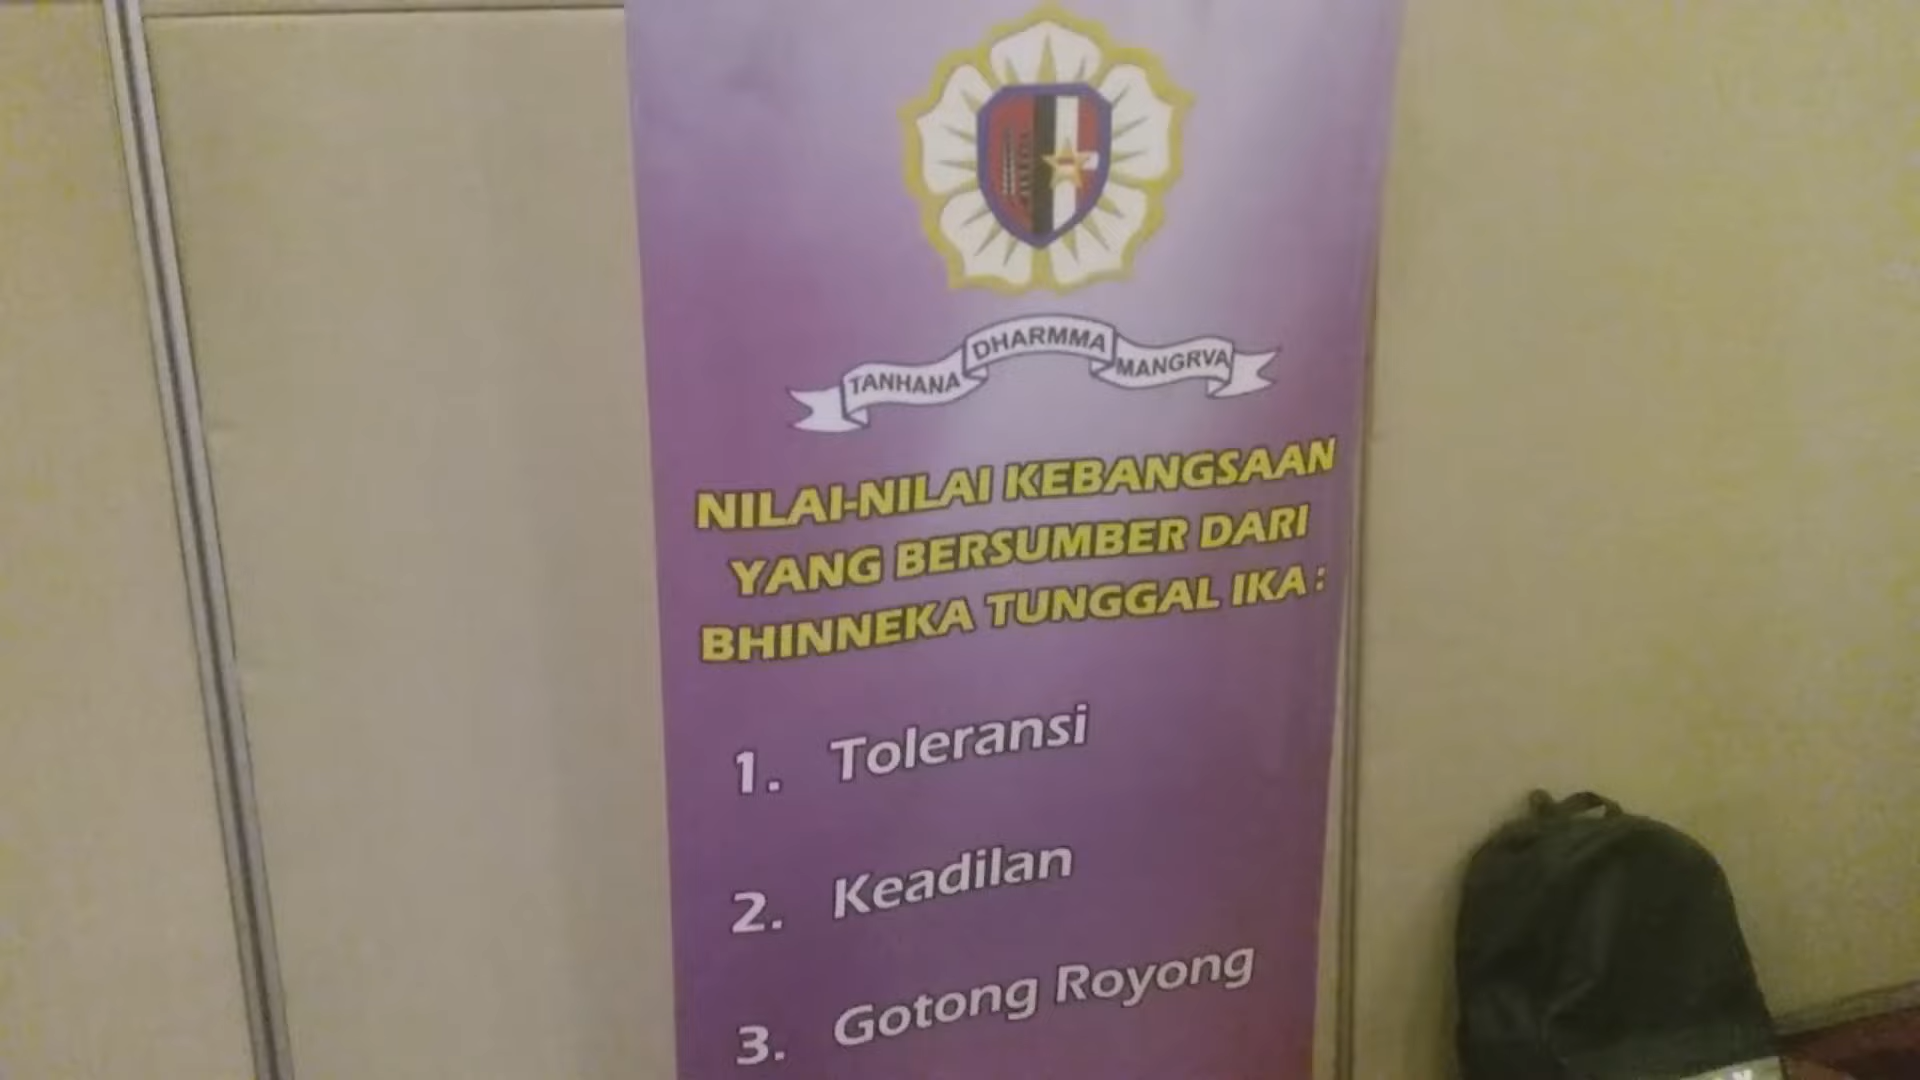 TANHANA DHARMMA MANGRVA
NILAI-NILAI KEBANGSAAN
YANG BERSUMBER DARI
BHINNEKA TUNGGAL IKA :
1. Toleransi
2. Keadilan
3. Gotong Royong